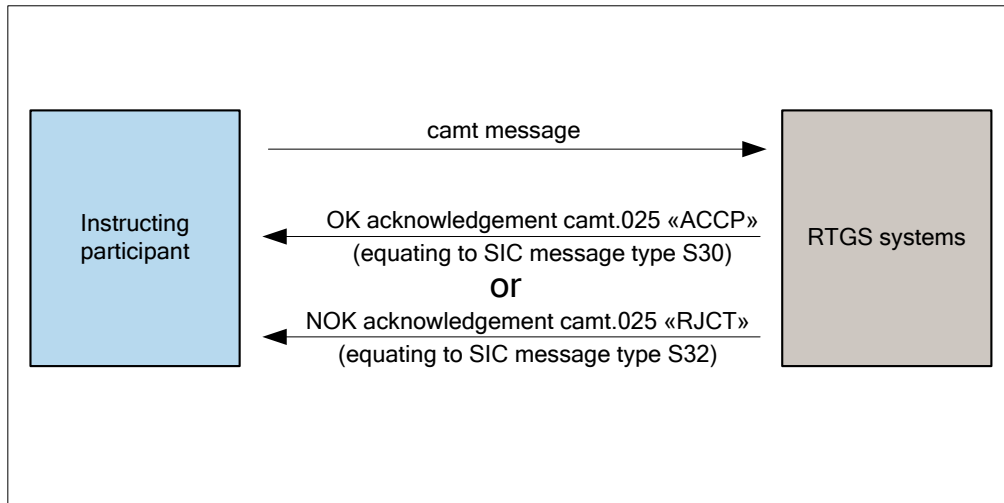 camt message
Instructing
participant
OK acknowledgement camt.025 «ACCP»
(equating to SIC message type S30)
or
NOK acknowledgement camt.025 «RJCT»
(equating to SIC message type S32)
RTGS systems